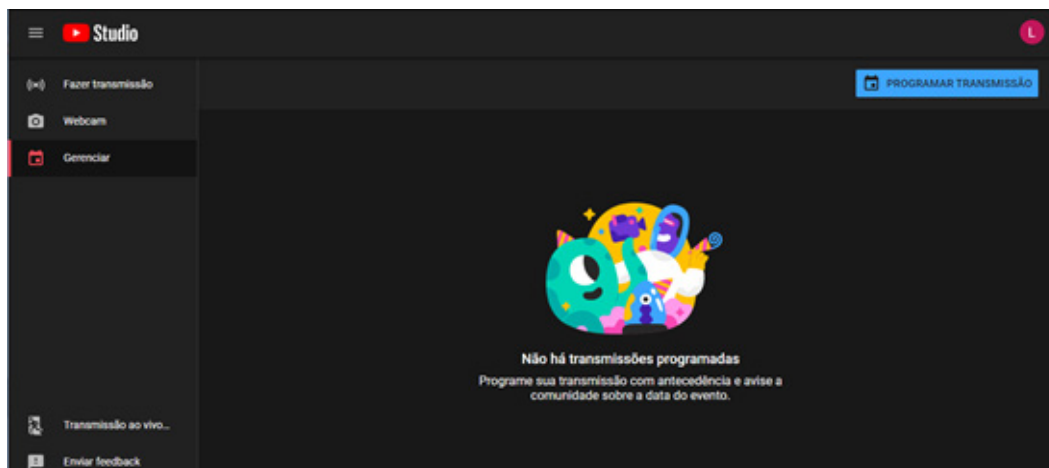 Studio
L
Fazer transmissão
PROGRAMAR TRANSMISSÃO
Webcam
Gerenciar
Não há transmissões programadas
Programe sua transmissão com antecedência e avise a
comunidade sobre a data do evento.
Transmissão ao vivo...
Enviar feedback